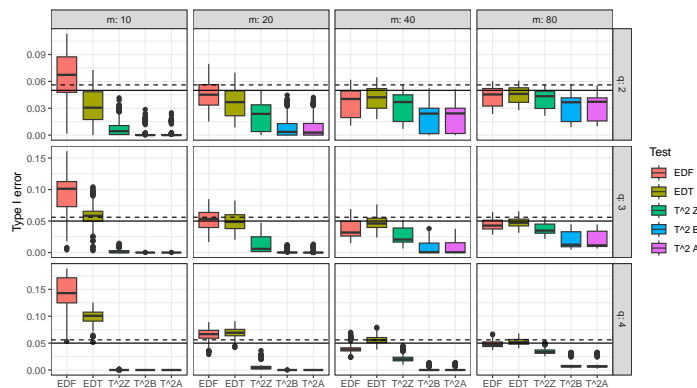 m: 10
m: 20
m: 40
m: 80
Type I error
0.09
0.06
0.03
0.00
q: 2
0.15
0.10
0.05
0.00
q: 3
0.15
0.10
0.05
0.00
q: 4
EDF EDT T^2Z T^2B T^2A
EDF EDT T^2Z T^2B T^2A
EDF EDT T^2Z T^2B T^2A
EDF EDT T^2Z T^2B T^2A
Test
EDF
EDT
T^2 Z
T^2 B
T^2 A